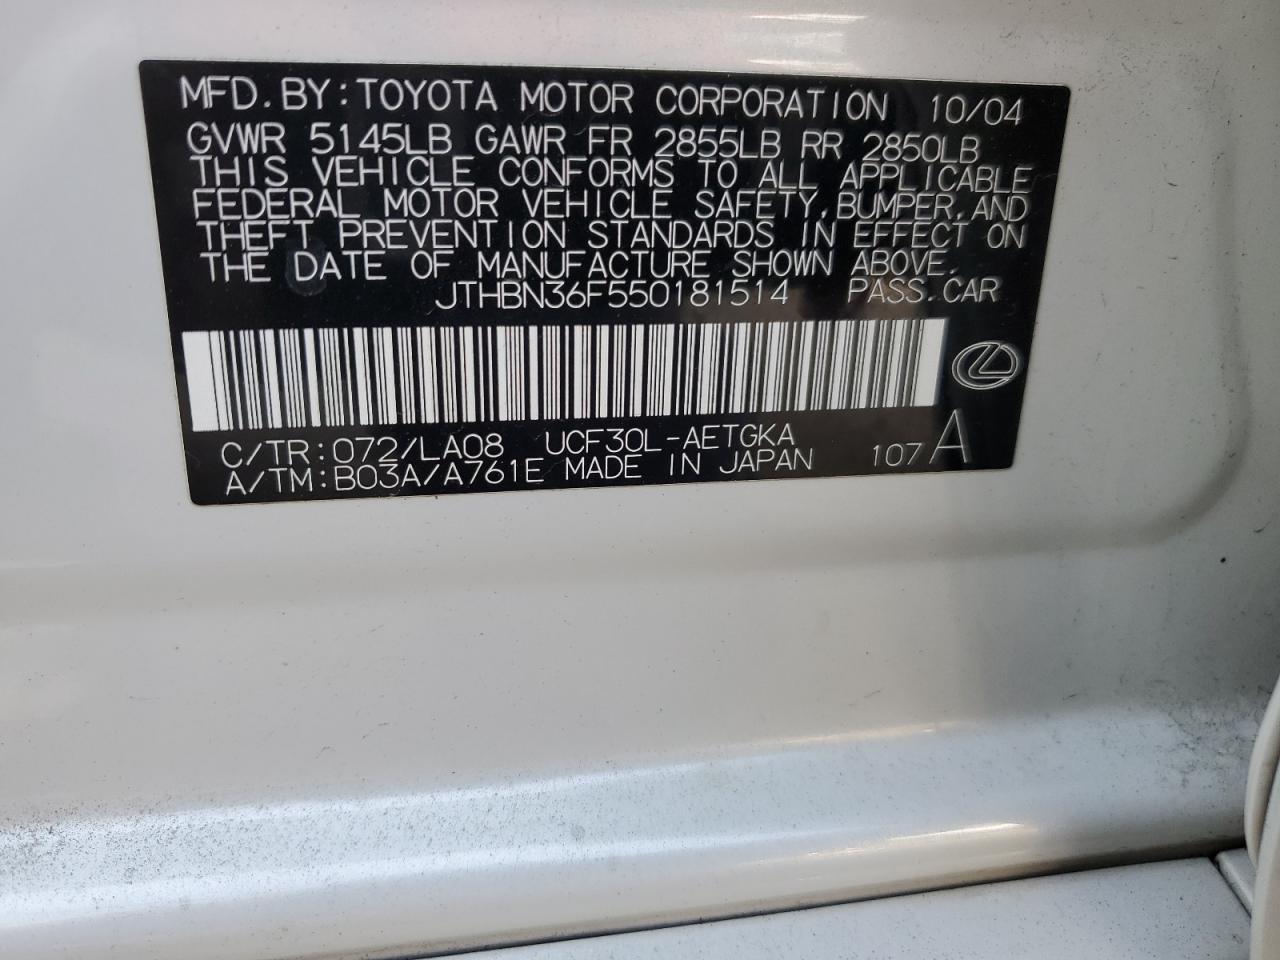 MFD.BY:TOYOTA MOTOR CORPORATION 10/04
GVWR 5145LB GAWR FR 2855LB RR 2850LB
THIS VEHICLE CONFORMS TO ALL APPLICABLE
FEDERAL MOTOR VEHICLE SAFETY,BUMPER,AND
THEFT PREVENTION STANDARDS IN EFFECT ON
THE DATE OF MANUFACTURE SHOWN ABOVE.
JTHBN36F550181514 PASS.CAR
C/TR:072/LA08 UCF30L-AETGKA
A/TM:B03A/A761E MADE IN JAPAN 107A